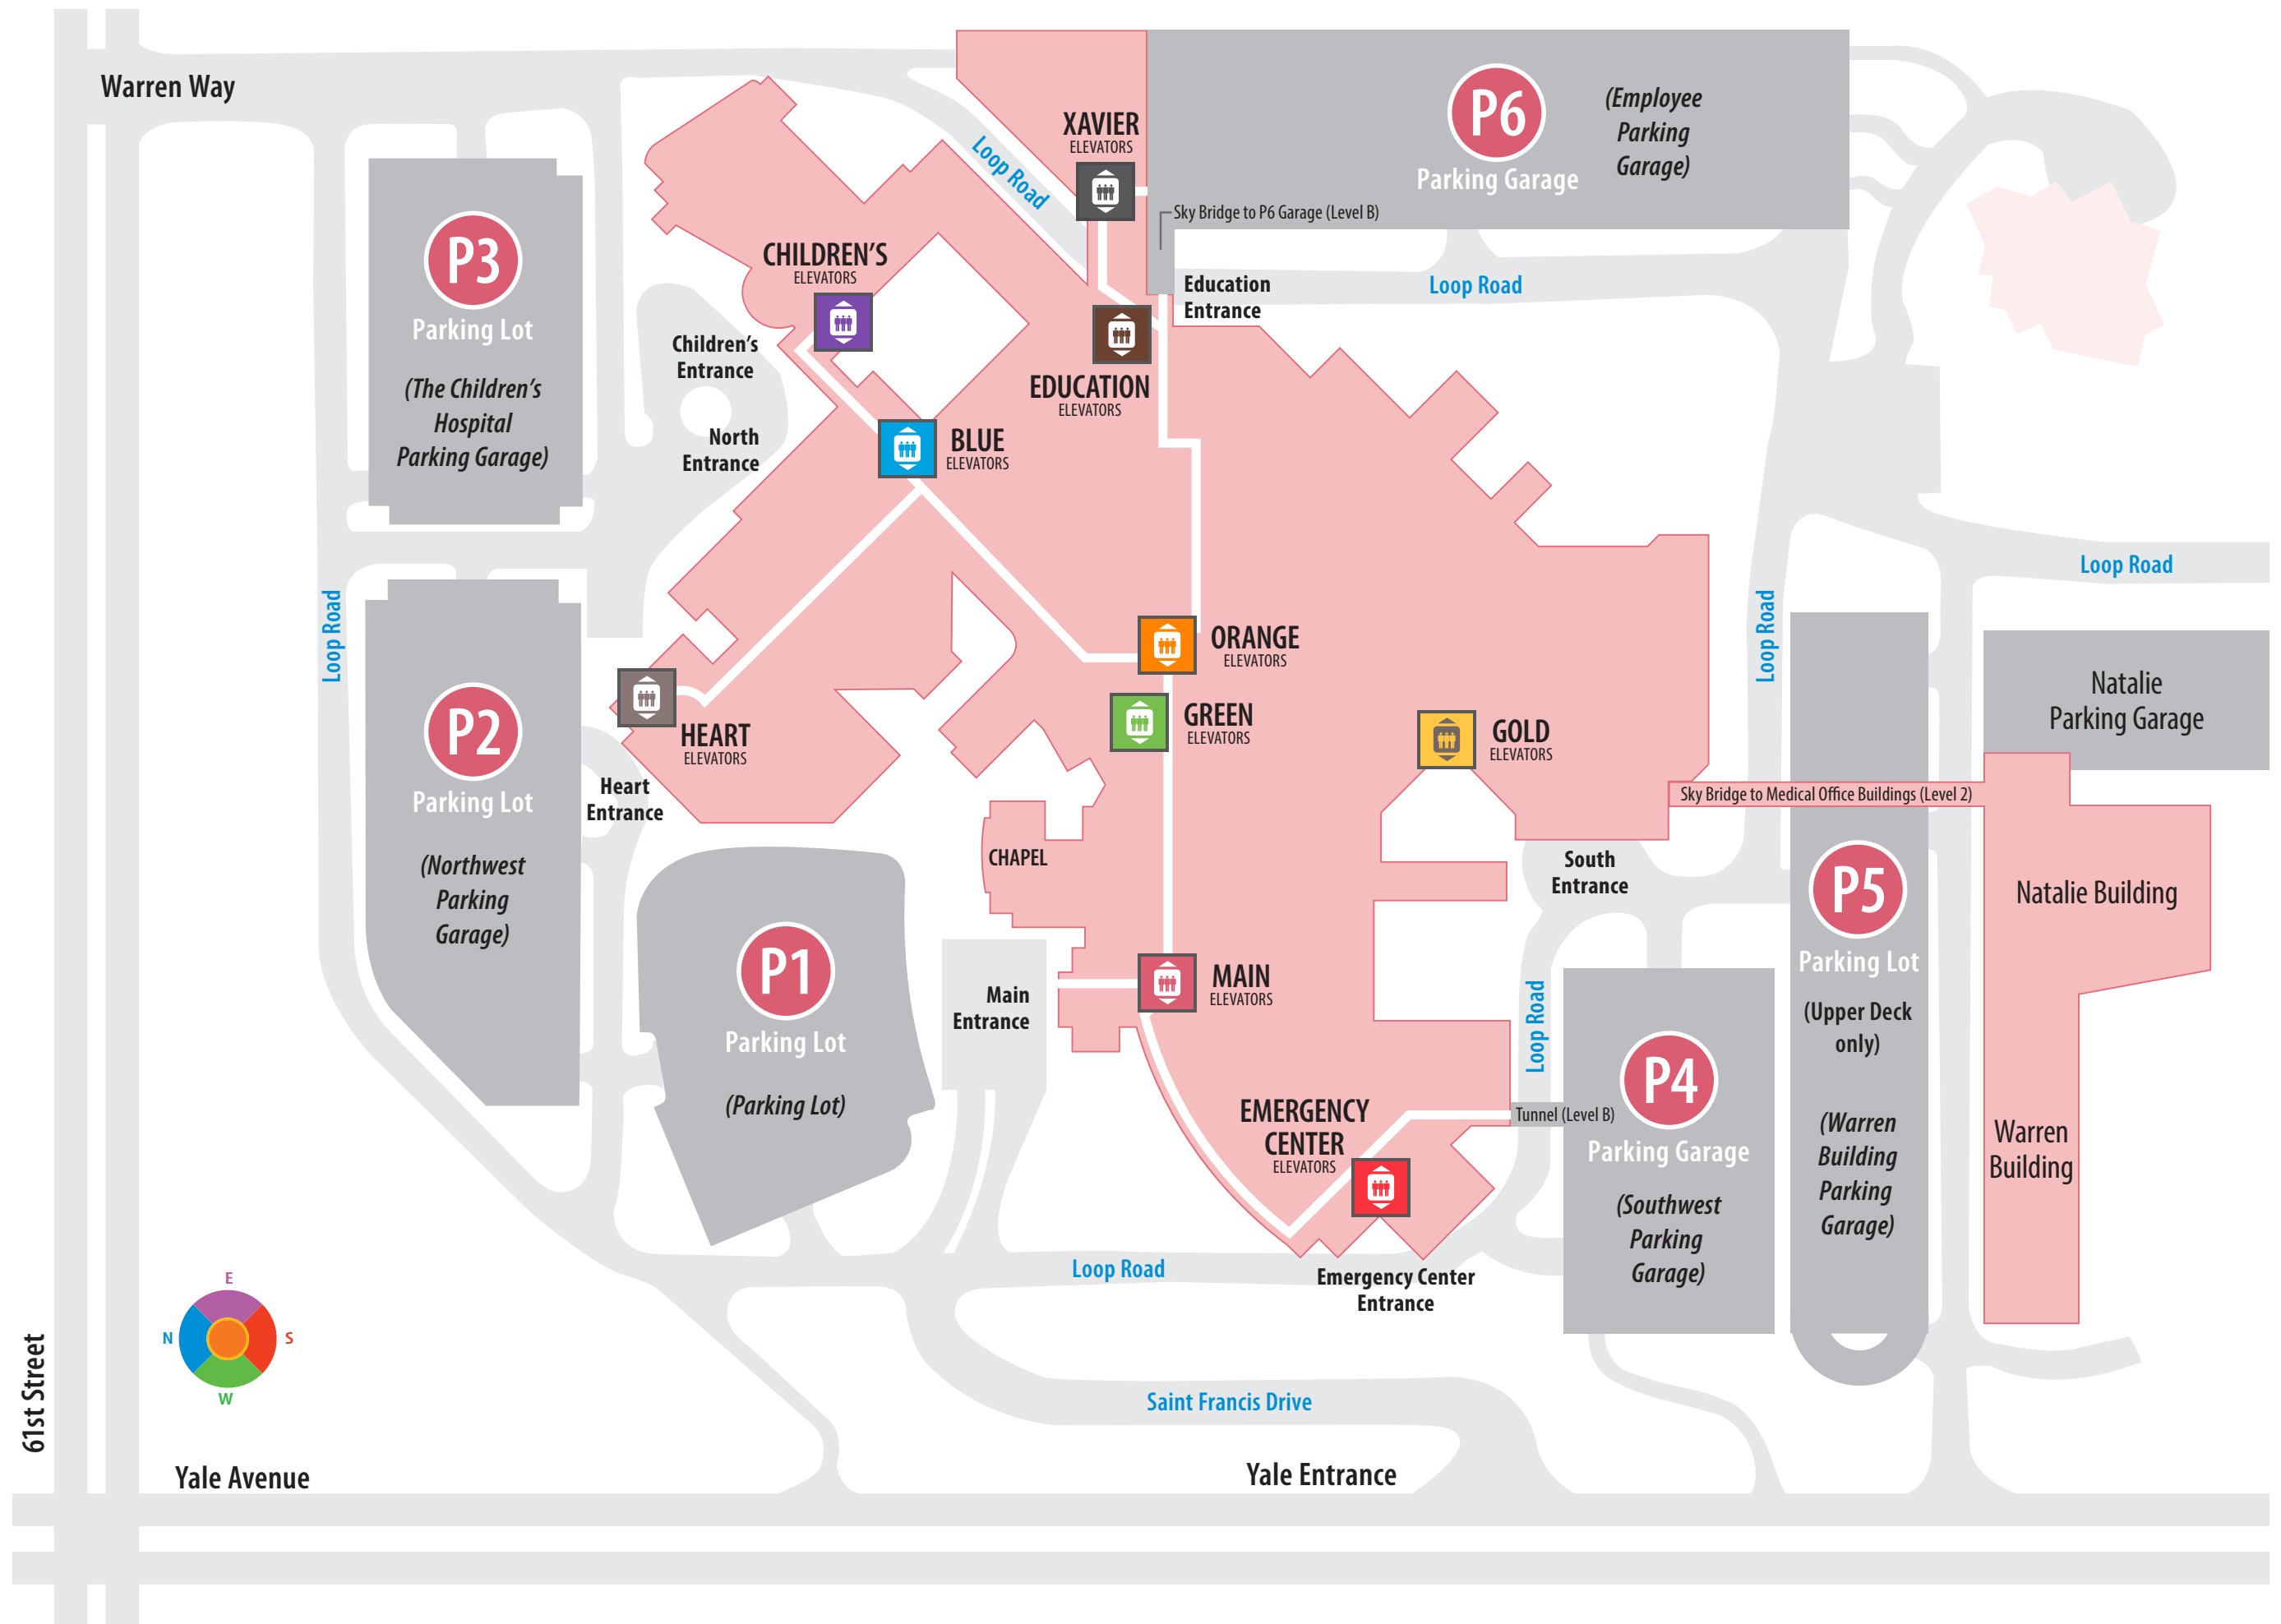 Warren Way
XAVIER
ELEVATORS
P6
Parking Garage
(Employee
Parking
Garage)
Loop Road
Sky Bridge to P6 Garage (Level B)
P3
Parking Lot
(The Children's
Hospital
Parking Garage)
CHILDREN'S
ELEVATORS
Children's
Entrance
North
Entrance
Education
Entrance
Loop Road
EDUCATION
ELEVATORS
BLUE
ELEVATORS
Loop Road
Loop Road
Loop Road
ORANGE
ELEVATORS
GREEN
ELEVATORS
GOLD
ELEVATORS
HEART
ELEVATORS
Heart
Entrance
P2
Parking Lot
(Northwest
Parking
Garage)
Natalie
Parking Garage
Sky Bridge to Medical Office Buildings (Level 2)
CHAPEL
South
Entrance
P5
Parking Lot
(Upper Deck
only)
(Warren
Building
Parking
Garage)
Natalie Building
Warren
Building
P1
Parking Lot
(Parking Lot)
Main
Entrance
MAIN
ELEVATORS
Loop Road
P4
Parking Garage
(Southwest
Parking
Garage)
Tunnel (Level B)
EMERGENCY
CENTER
ELEVATORS
Loop Road
Emergency Center
Entrance
E
N
S
W
61st Street
Saint Francis Drive
Yale Avenue
Yale Entrance